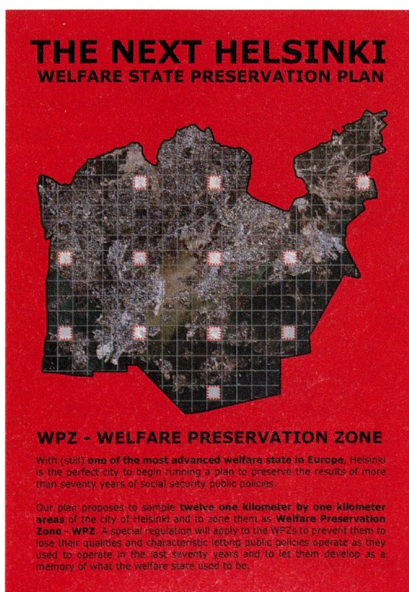 THE NEXT HELSINKI
WELFARE STATE PRESERVATION PLAN
WPZ - WELFARE PRESERVATION ZONE
With (still) one of the most advanced welfare state in Europe, Helsinki
is the perfect city to begin running a plan to preserve the results of more
than seventy years of social security public policies.
Our plan proposes to sample twelve one kilometer by one kilometer
areas of the city of Helsinki and to zone them as Welfare Preservation
Zone - WPZ. A special regulation will apply to the WPZs to prevent them to
lose their qualities and characteristic letting public policies operate as they
used to operate in the last seventy years and to let them develop as a
memory of what the welfare state used to be.